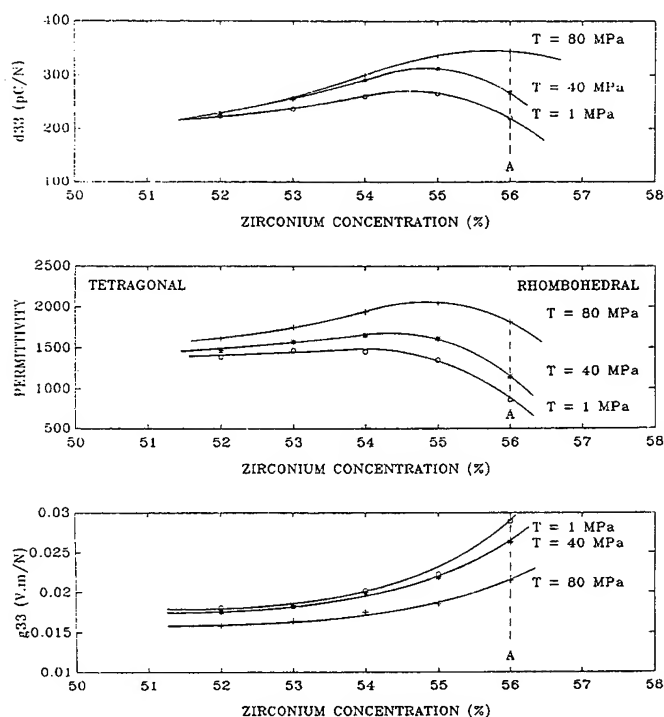 400
T = 80 MPa
300
T = 40 MPa
200
T = 1 MPa
100
A
d33 (pC/N)
50 51 52 53 54 55 56 57 58
ZIRCONIUM CONCENTRATION (%)
2500
TETRAGONAL RHOMBOHEDRAL
2000
T = 80 MPa
1500
T = 40 MPa
1000
T = 1 MPa
500
A
PERMITTIVITY
50 51 52 53 54 55 56 57 58
ZIRCONIUM CONCENTRATION (%)
0.03
T = 1 MPa
T = 40 MPa
0.025
T = 80 MPa
0.02
0.015
0.01
A
g33 (V.m/N)
50 51 52 53 54 55 56 57 58
ZIRCONIUM CONCENTRATION (%)